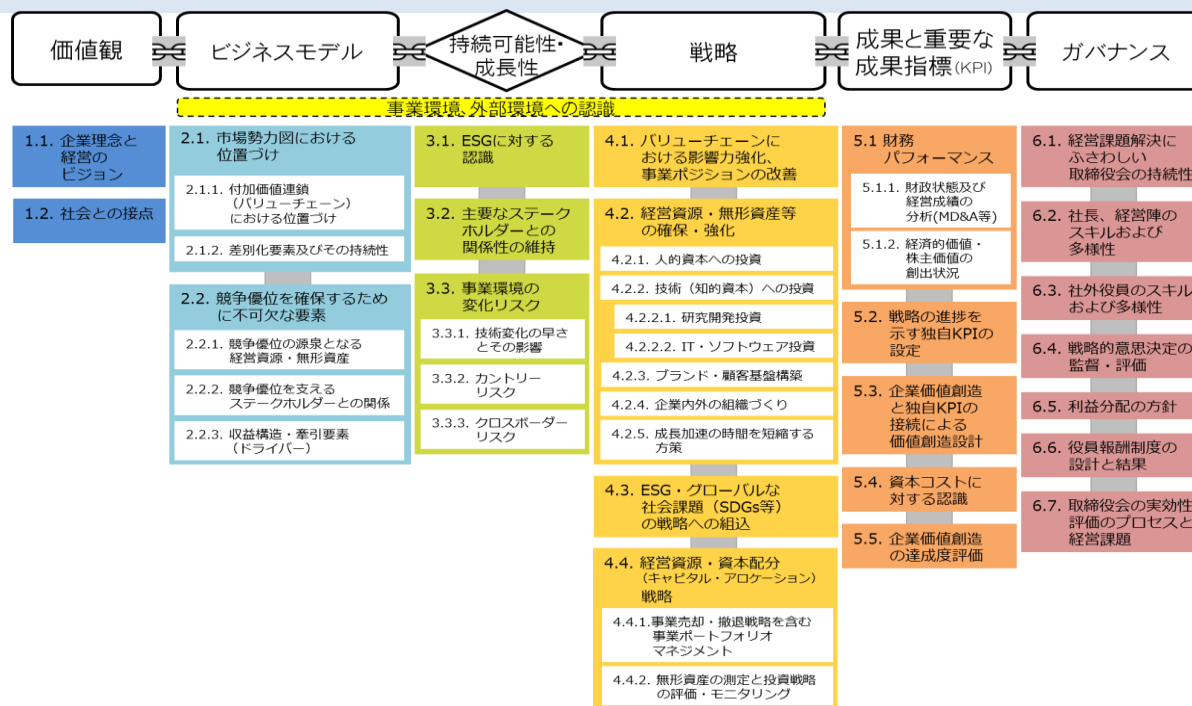 価値観
ビジネスモデル
持続可能性・
成長性
戦略
成果と重要な
成果指標(KPI)
ガバナンス
事業環境、外部環境への認識
1.1. 企業理念と
経営の
ビジョン
1.2. 社会との接点
2.1. 市場勢力図における
位置づけ
2.1.1. 付加価値連鎖
(バリューチェーン)
における位置づけ
2.1.2. 差別化要素及びその持続性
2.2. 競争優位を確保するため
に不可欠な要素
2.2.1. 競争優位の源泉となる
経営資源・無形資産
2.2.2. 競争優位を支える
ステークホルダーとの関係
2.2.3. 収益構造・牽引要素
(ドライバー)
3.1. ESGに対する
認識
3.2. 主要なステーク
ホルダーとの
関係性の維持
3.3. 事業環境の
変化リスク
3.3.1 技術変化の早さ
とその影響
3.3.2. カントリー
リスク
3.3.3. クロスボーダー
リスク
4.1. バリューチェーンに
おける影響力強化、
事業ポジションの改善
4.2. 経営資源・無形資産等
の確保・強化
4.2.1. 人的資本への投資
4.2.2. 技術（知的資本）への投資
4.2.2.1. 研究開発投資
4.2.2.2. IT・ソフトウェア投資
4.2.3. ブランド・顧客基盤構築
4.2.4. 企業内外の組織づくり
4.2.5. 成長加速の時間を短縮する
方策
4.3. ESG・グローバルな
社会課題（SDGs等）
の戦略への組込
4.4. 経営資源・資本配分
（キャピタル・アロケーション）
戦略
4.4.1.事業売却・撤退戦略を含む
事業ポートフォリオ
マネジメント
4.4.2. 無形資産の測定と投資戦略
の評価・モニタリング
5.1 財務
パフォーマンス
5.1.1. 財政状態及び
経営成績の
分析(MD&A等)
5.1.2. 経済的価値・
株主価値の
創出状況
5.2. 戦略の進捗を
示す独自KPIの
設定
5.3. 企業価値創造
と独自KPIの
接続による
価値創造設計
5.4. 資本コストに
対する認識
5.5. 企業価値創造
の達成度評価
6.1. 経営課題解決に
ふさわしい
取締役会の持続性
6.2. 社長、経営陣の
スキルおよび
多様性
6.3. 社外役員のスキル
および多様性
6.4. 戦略的意思決定の
監督・評価
6.5. 利益分配の方針
6.6. 役員報酬制度の
設計と結果
6.7. 取締役会の実効性
評価のプロセスと
経営課題